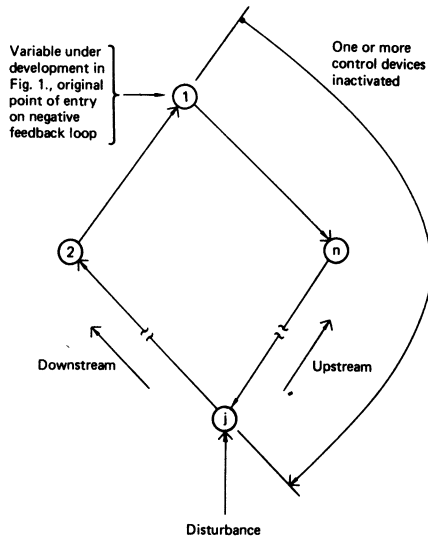 Variable under
development in
Fig. 1., original
point of entry
on negative
feedback loop
One or more
control devices
inactivated
1
2
n
Downstream
Upstream
j
Disturbance